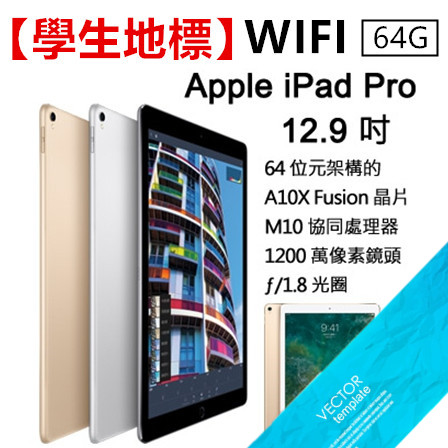 【學生地標】WIFI 64G
Apple iPad Pro
12.9 吋
64 位元架構的
A10X Fusion 晶片
M10 協同處理器
1200 萬像素鏡頭
ƒ/1.8 光圈
9:41
VECTOR
template